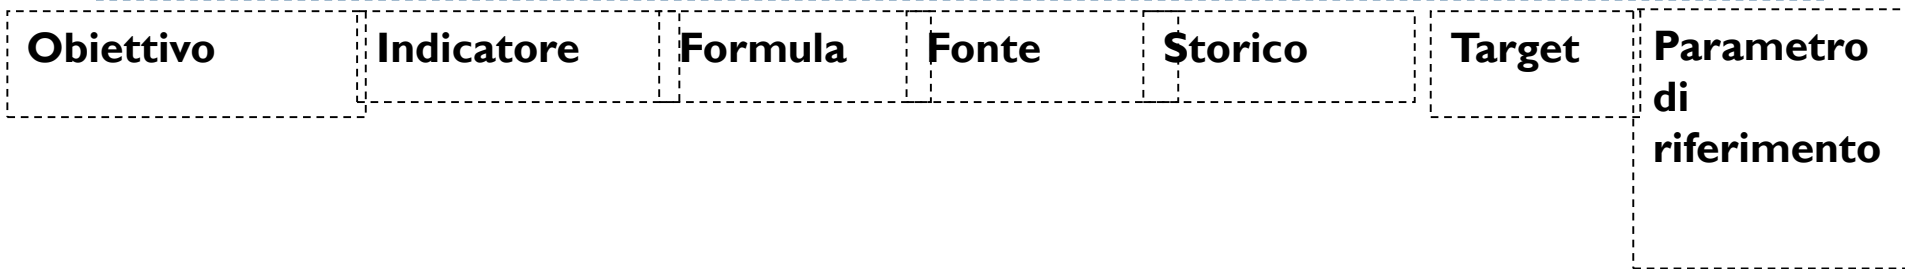 Obiettivo
Indicatore
Formula
Fonte
Storico
Target
Parametro
di
riferimento